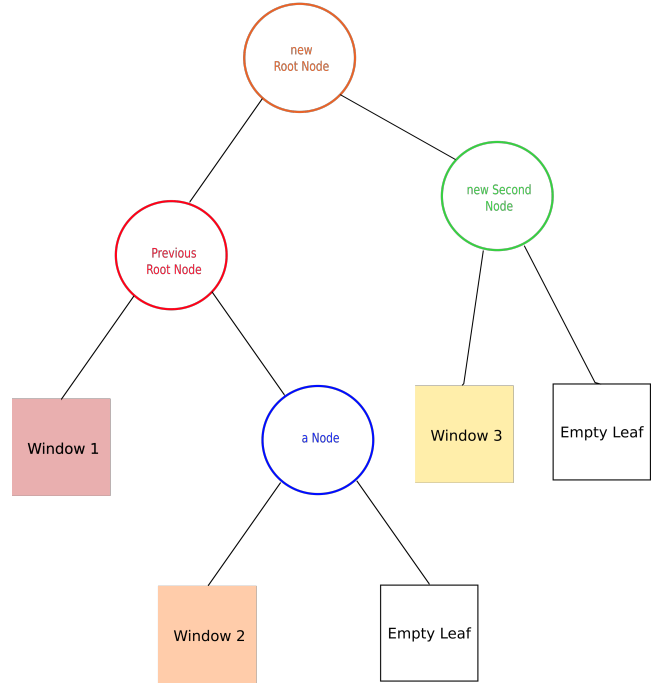 new
Root Node
new Second
Node
Previous
Root Node
Window 1
a Node
Window 3
Empty Leaf
Window 2
Empty Leaf